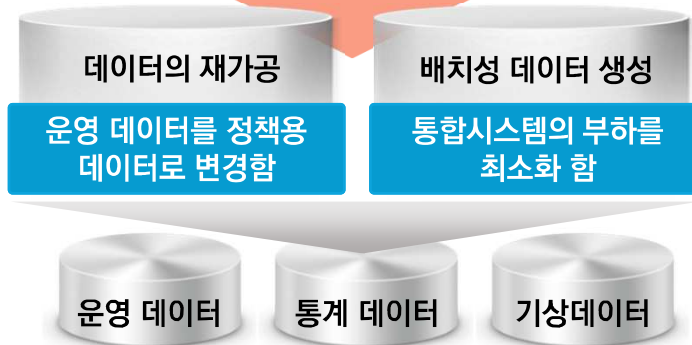 데이터의 재가공
배치성 데이터 생성
운영 데이터를 정책용
데이터로 변경함
통합시스템의 부하를
최소화 함
운영 데이터
통계 데이터
기상데이터